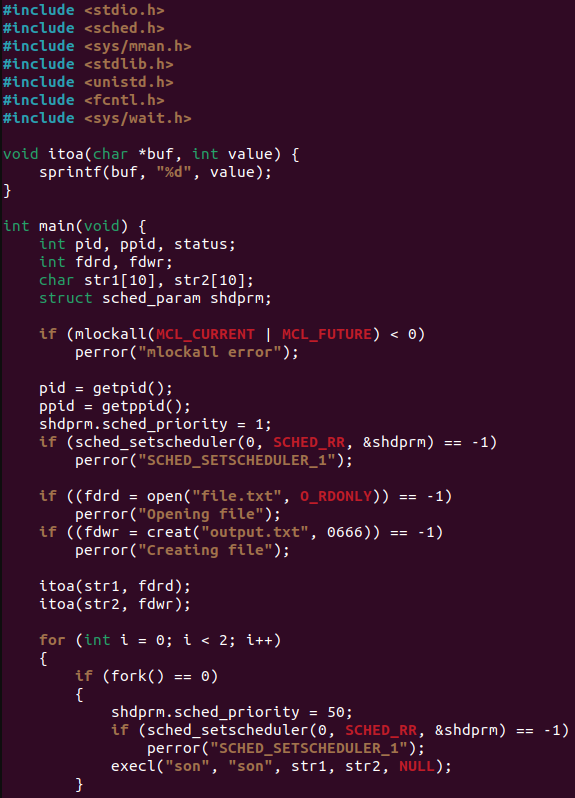 #include <stdio.h>
#include <sched.h>
#include <sys/mman.h>
#include <stdlib.h>
#include <unistd.h>
#include <fcntl.h>
#include <sys/wait.h>

void itoa(char *buf, int value) {
    sprintf(buf, "%d", value);
}

int main(void) {
    int pid, ppid, status;
    int fdrd, fdwr;
    char str1[10], str2[10];
    struct sched_param shdprm;

    if (mlockall(MCL_CURRENT | MCL_FUTURE) < 0)
        perror("mlockall error");

    pid = getpid();
    ppid = getppid();
    shdprm.sched_priority = 1;
    if (sched_setscheduler(0, SCHED_RR, &shdprm) == -1)
        perror("SCHED_SETSCHEDULER_1");

    if ((fdrd = open("file.txt", O_RDONLY)) == -1)
        perror("Opening file");
    if ((fdwr = creat("output.txt", 0666)) == -1)
        perror("Creating file");

    itoa(str1, fdrd);
    itoa(str2, fdwr);

    for (int i = 0; i < 2; i++)
    {
        if (fork() == 0)
        {
            shdprm.sched_priority = 50;
            if (sched_setscheduler(0, SCHED_RR, &shdprm) == -1)
                perror("SCHED_SETSCHEDULER_1");
            execl("son", "son", str1, str2, NULL);
        }